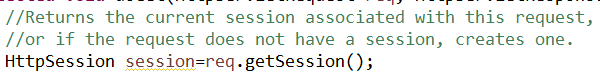 //Returns the current session associated with this request,
//or if the request does not have a session, creates one.
HttpSession session=req.getSession();